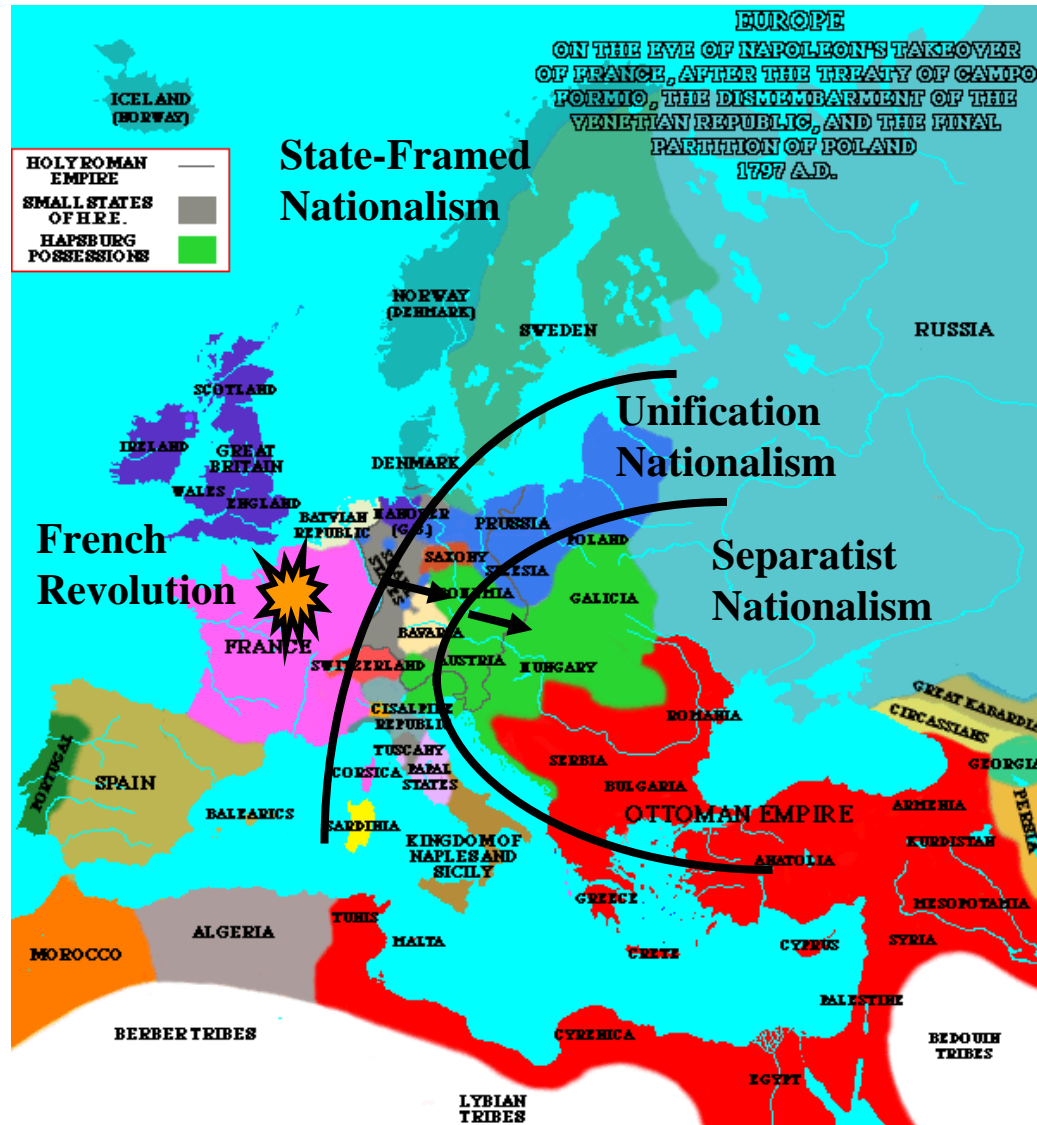 EUROPE
ON THE EVE OF NAPOLEON'S TAKEOVER
OF FRANCE, AFTER THE TREATY OF CAMPO
FORMIO, THE DISMEMBARMENT OF THE
VENETIAN REPUBLIC, AND THE FINAL
PARTITION OF POLAND
1797 A.D.
ICELAND
(NORWAY)
HOLY ROMAN
EMPIRE
SMALL STATES
OF H.R.E.
HAPSBURG
POSSESSIONS
State-Framed
Nationalism
NORWAY
(DENMARK)
SWEDEN
RUSSIA
SCOTLAND
IRELAND
GREAT
BRITAIN
WALES
ENGLAND
DENMARK
Unification
Nationalism
BATVIAN
REPUBLIC
HANOVER
(G.B.)
PRUSSIA
POLAND
French
Revolution
SAXONY
SILESIA
Separatist
Nationalism
BOHEMIA
GALICIA
FRANCE
BAVARIA
SWITZERLAND
AUSTRIA
HUNGARY
CISALPINE
REPUBLIC
ROMANIA
GREAT KABARDIA
CIRCASSIANS
GEORGIA
PERSIA
TUSCANY
PAPAL
STATES
CORSICA
SERBIA
BULGARIA
PORTUGAL
SPAIN
BALEARICS
SARDINIA
OTTOMAN EMPIRE
ARMENIA
KURDISTAN
KINGDOM OF
NAPLES AND
SICILY
ANATOLIA
GREECE
MESOPOTAMIA
MOROCCO
ALGERIA
TUNIS
MALTA
CRETE
CYPRUS
SYRIA
PALESTINE
BERBER TRIBES
CYRENICA
BEDOUIN
TRIBES
EGYPT
LYBIAN
TRIBES